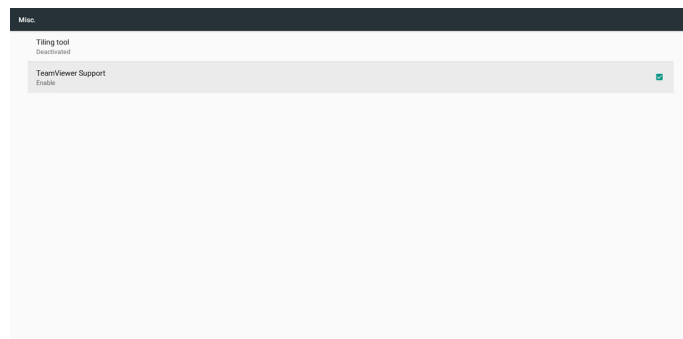 Misc.
Tiling tool
Deactivated
TeamViewer Support
Enable